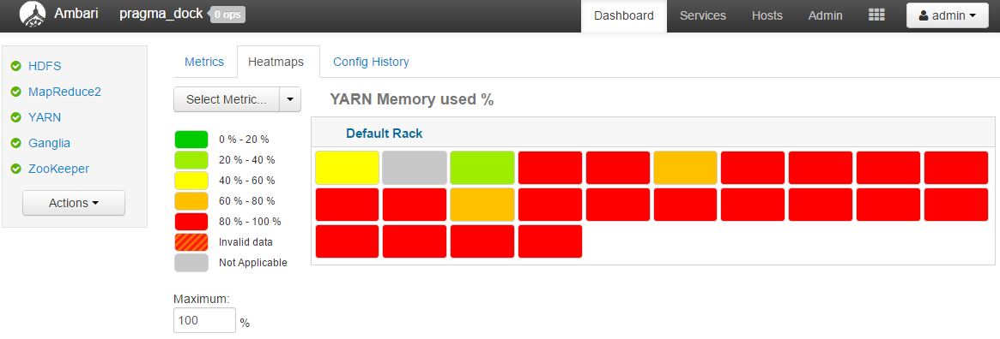 Ambari pragma_dock 0 ops Dashboard Services Hosts Admin admin
HDFS
MapReduce2
YARN
Ganglia
ZooKeeper
Actions
Metrics Heatmaps Config History
Select Metric... YARN Memory used %
Default Rack
0 % - 20 %
20 % - 40 %
40 % - 60 %
60 % - 80 %
80 % - 100 %
Invalid data
Not Applicable
Maximum:
100 %